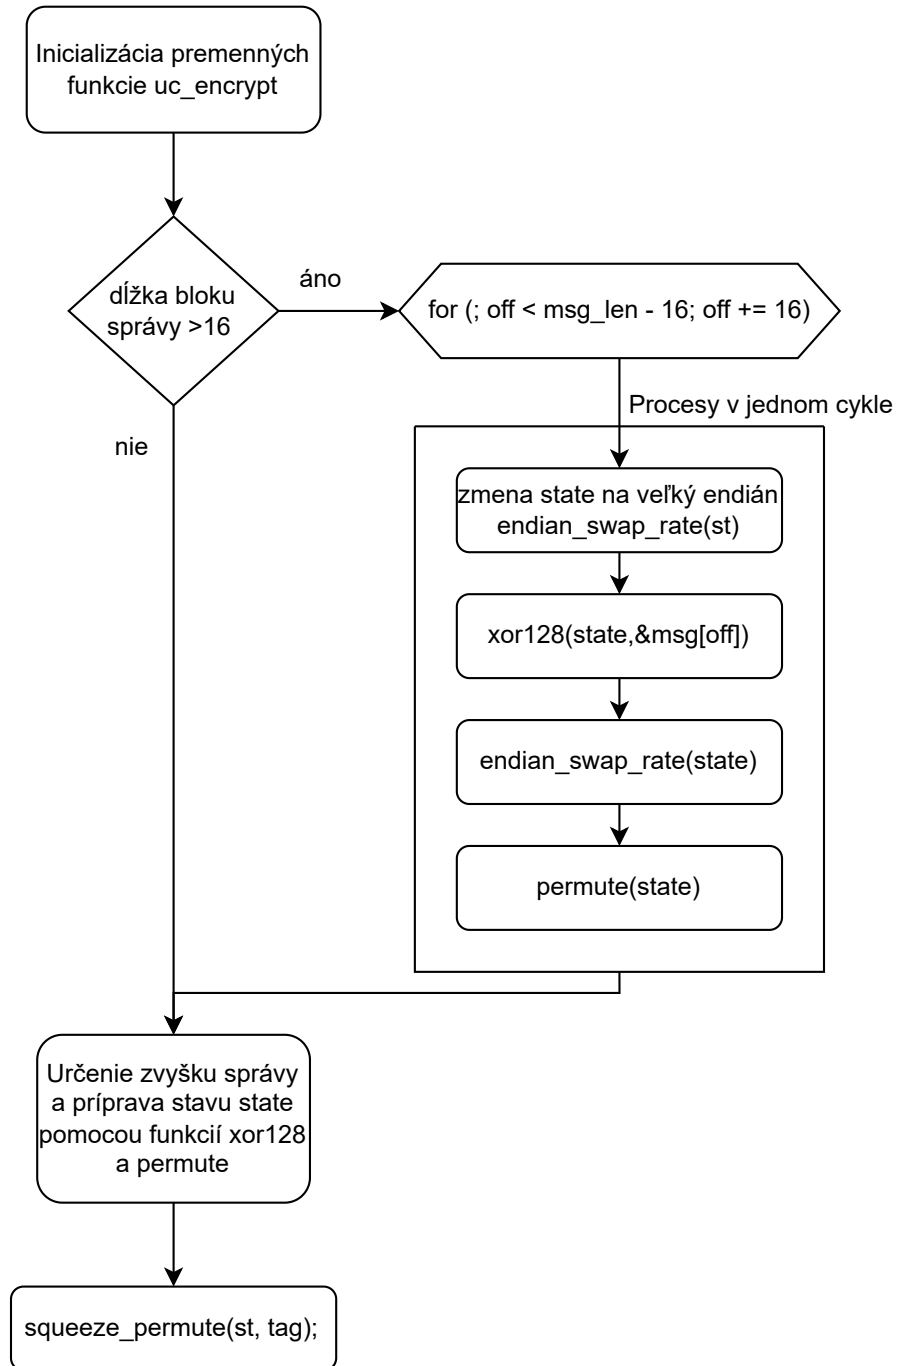 Inicializácia premenných
funkcie uc_encrypt
dĺžka bloku
správy >16
áno
for (; off < msg_len - 16; off += 16)
Procesy v jednom cykle
nie
zmena state na veľký endián
endian_swap_rate(st)
xor128(state,&msg[off])
endian_swap_rate(state)
permute(state)
Určenie zvyšku správy
a príprava stavu state
pomocou funkcií xor128
a permute
squeeze_permute(st, tag);